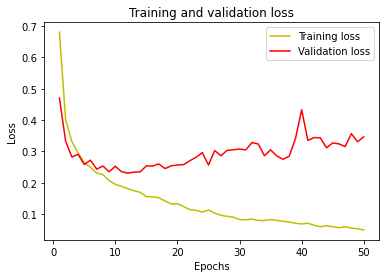 Training and validation loss
Training loss
Validation loss
Loss
0.7
0.6
0.5
0.4
0.3
0.2
0.1
0 10 20 30 40 50
Epochs